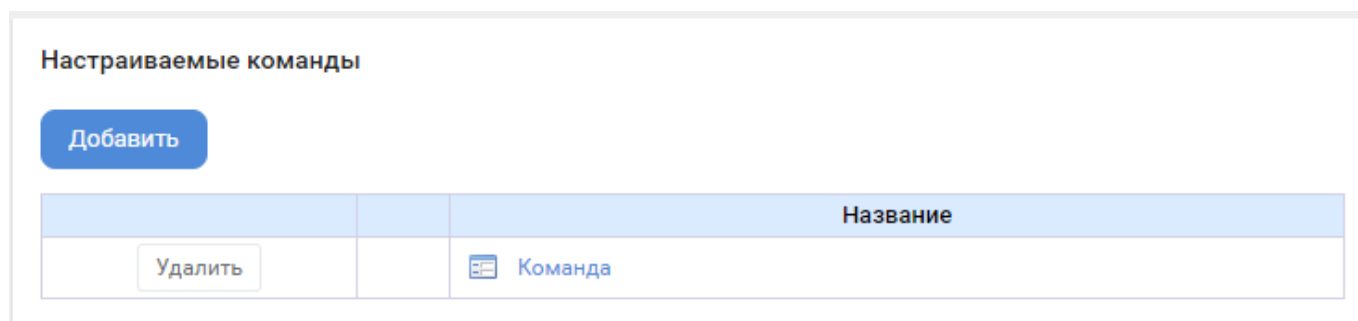 Настраиваемые команды
Добавить
Название
Удалить Команда